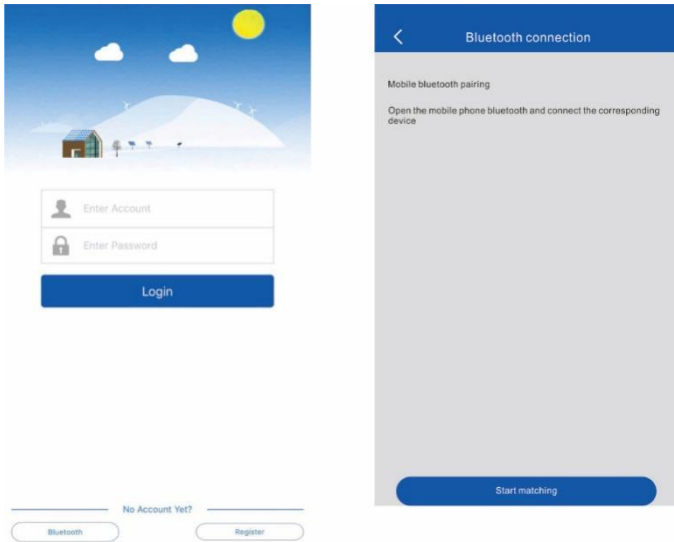 Enter Account
Enter Password
Login
No Account Yet?
Bluetooth
Register
Bluetooth connection
Mobile bluetooth pairing
Open the mobile phone bluetooth and connect the corresponding
device
Start matching